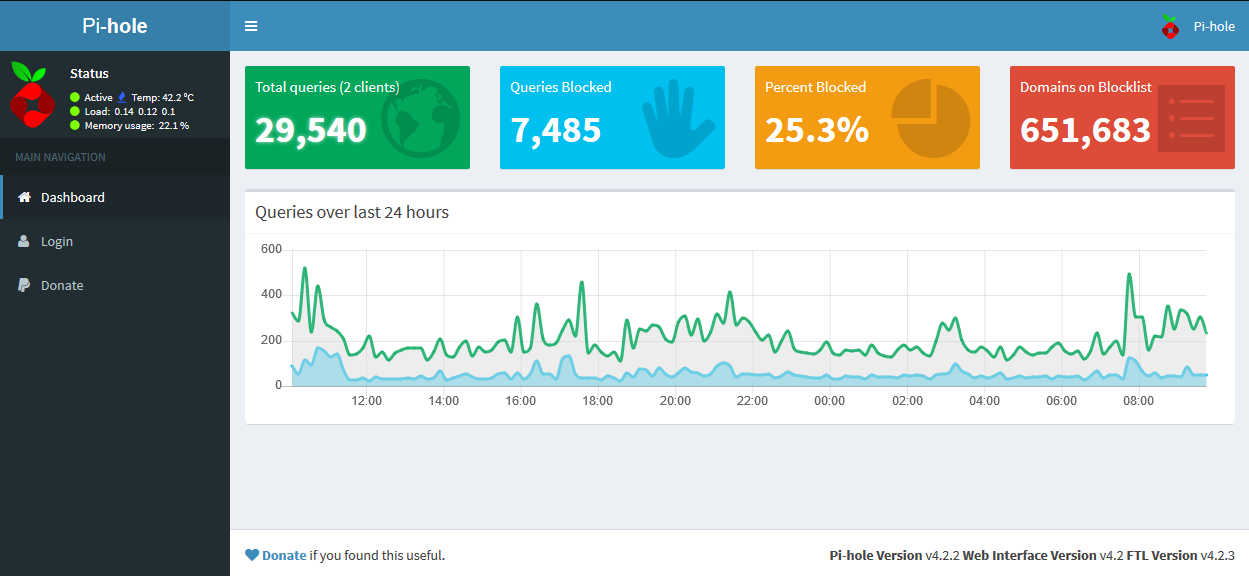 Pi-hole
Pi-hole
Status
Active Temp: 42.2 °C
Load: 0.14 0.12 0.1
Memory usage: 22.1 %
MAIN NAVIGATION
Dashboard
Login
Donate
Total queries (2 clients)
29,540
Queries Blocked
7,485
Percent Blocked
25.3%
Domains on Blocklist
651,683
Queries over last 24 hours
600
400
200
0
12:00 14:00 16:00 18:00 20:00 22:00 00:00 02:00 04:00 06:00 08:00
Donate if you found this useful.
Pi-hole Version v4.2.2 Web Interface Version v4.2 FTL Version v4.2.3